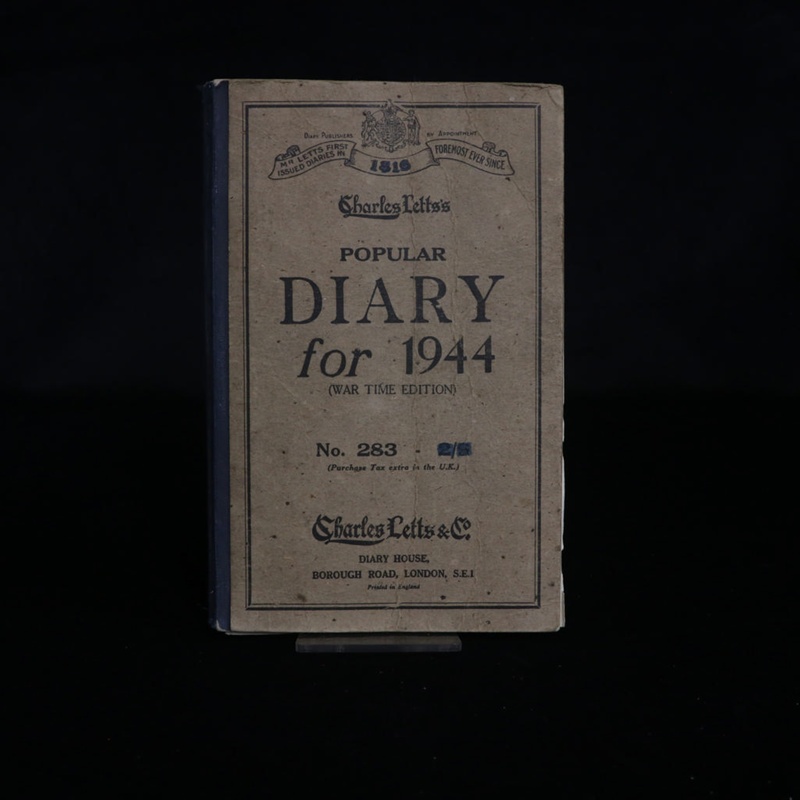 DIARY PUBLISHERS BY APPOINTMENT
MR LETTS FIRST
ISSUED DIARIES IN
1816
FOREMOST EVER SINCE
Charles Letts's
POPULAR
DIARY
for 1944
(WAR TIME EDITION)
No. 283 -
(Purchase Tax extra in the U.K.)
Charles Letts & Co.
DIARY HOUSE,
BOROUGH ROAD, LONDON, S.E.1
Printed in England